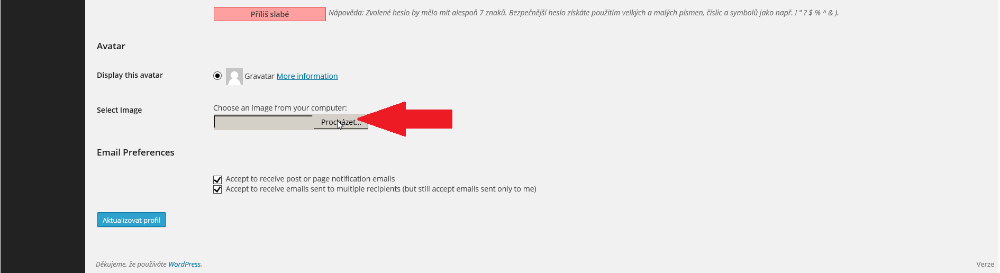 Příliš slabé Nápověda: Zvolené heslo by mělo mít alespoň 7 znaků. Bezpečnější heslo získáte použitím velkých a malých písmen, číslic a symbolů jako např. ! " ? $ % ^ & ).
Avatar
Display this avatar Gravatar More information
Select Image Choose an image from your computer:
Procházet...
Email Preferences
Accept to receive post or page notification emails
Accept to receive emails sent to multiple recipients (but still accept emails sent only to me)
Aktualizovat profil
Děkujeme, že používáte WordPress. Verze